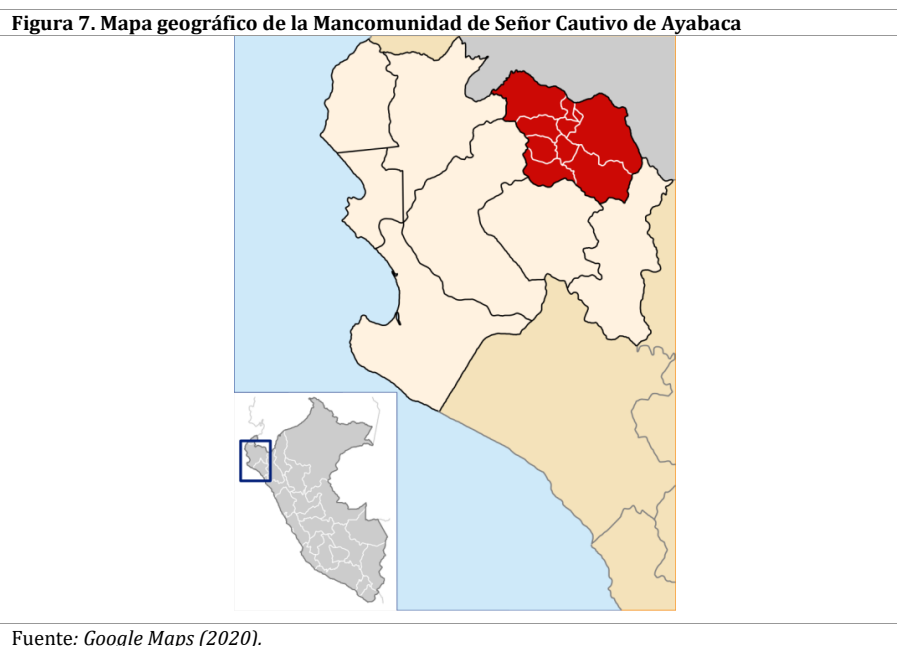 Figura 7. Mapa geográfico de la Mancomunidad de Señor Cautivo de Ayabaca
Fuente: Google Maps (2020).